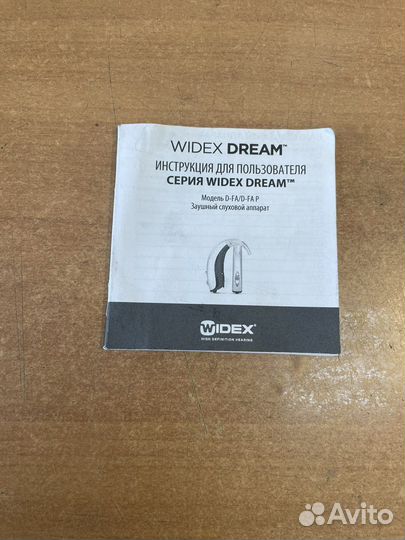 WIDEX DREAM™
ИНСТРУКЦИЯ ДЛЯ ПОЛЬЗОВАТЕЛЯ
СЕРИЯ WIDEX DREAM™
Модель D-FA/D-FA P
Заушный слуховой аппарат
WIDEX®
HIGH DEFINITION HEARING
Avito